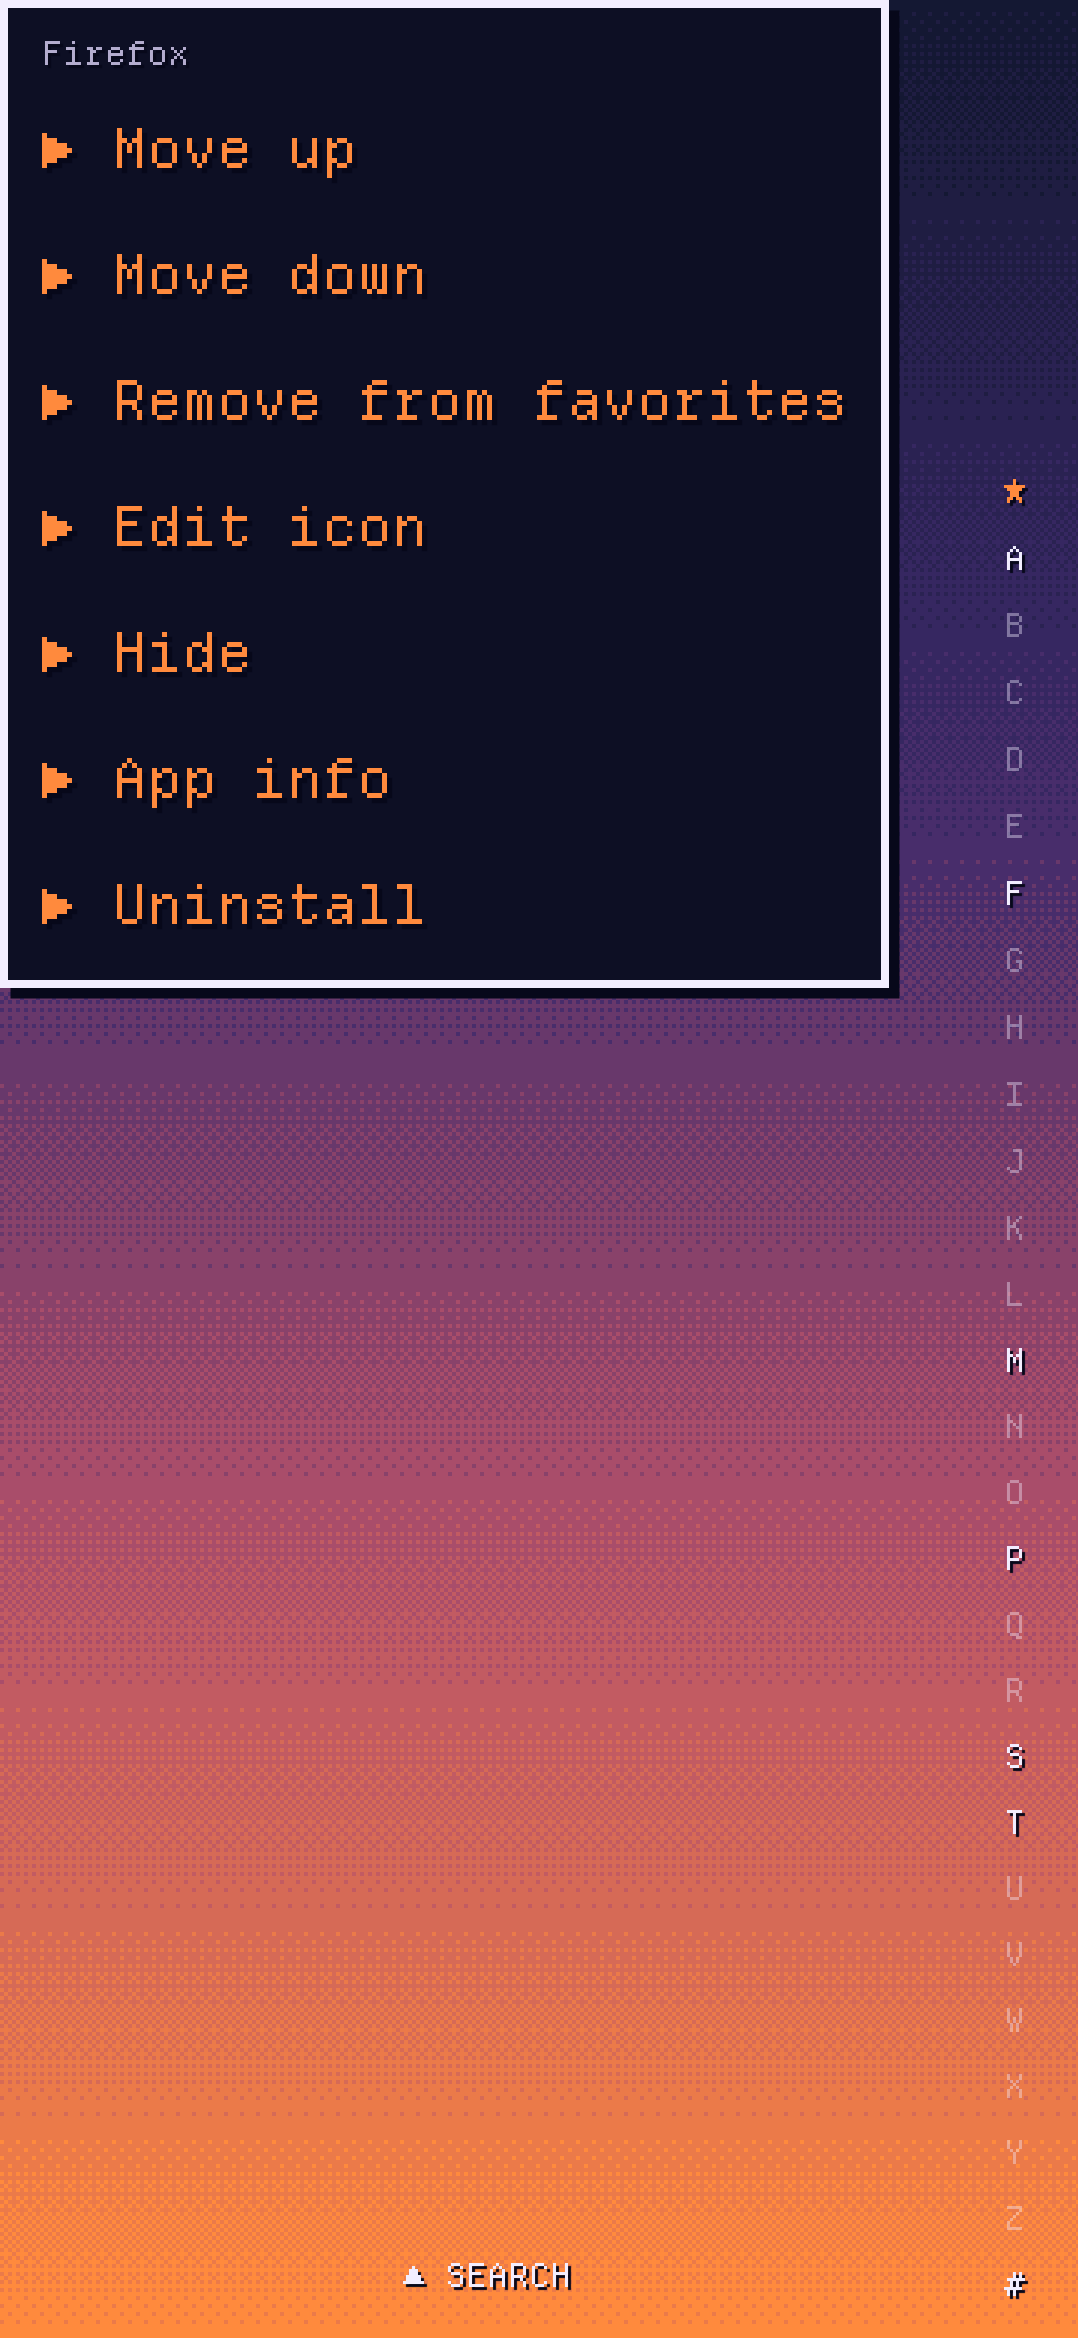 Firefox
▶ Move up
▶ Move down
▶ Remove from favorites
▶ Edit icon
▶ Hide
▶ App info
▶ Uninstall
★
A
B
C
D
E
F
G
H
I
J
K
L
M
N
O
P
Q
R
S
T
U
V
W
X
Y
Z
#
▲ SEARCH